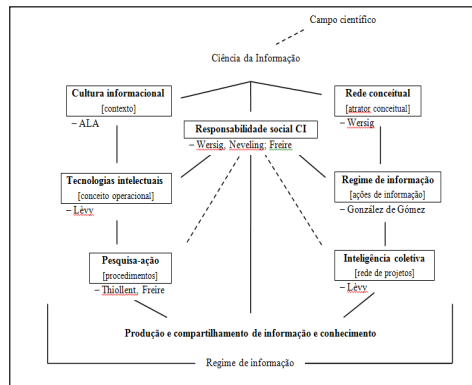 Campo científico
Ciência da Informação
Cultura informacional
[contexto]
– ALA
Rede conceitual
[atrator conceitual]
– Wersig
Responsabilidade social CI
– Wersig, Neveling; Freire
Tecnologias intelectuais
[conceito operacional]
– Lèvy
Regime de informação
[ações de informação]
– González de Gómez
Pesquisa-ação
[procedimentos]
– Thiollent, Freire
Inteligência coletiva
[rede de projetos]
– Lèvy
Produção e compartilhamento de informação e conhecimento
Regime de informação